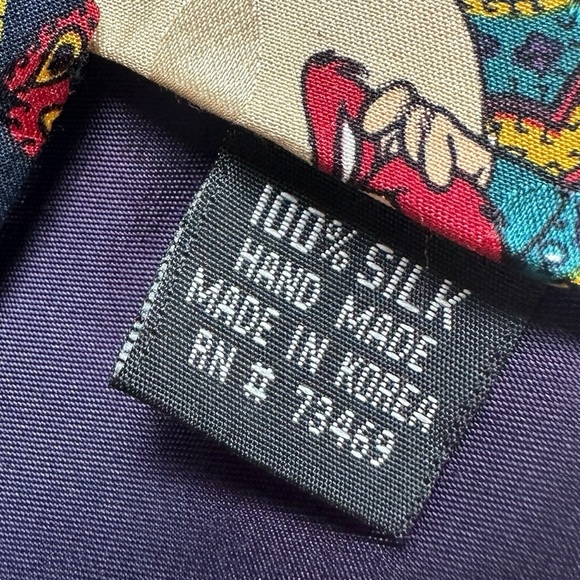 100% SILK
HAND MADE
MADE IN KOREA
RN # 73469